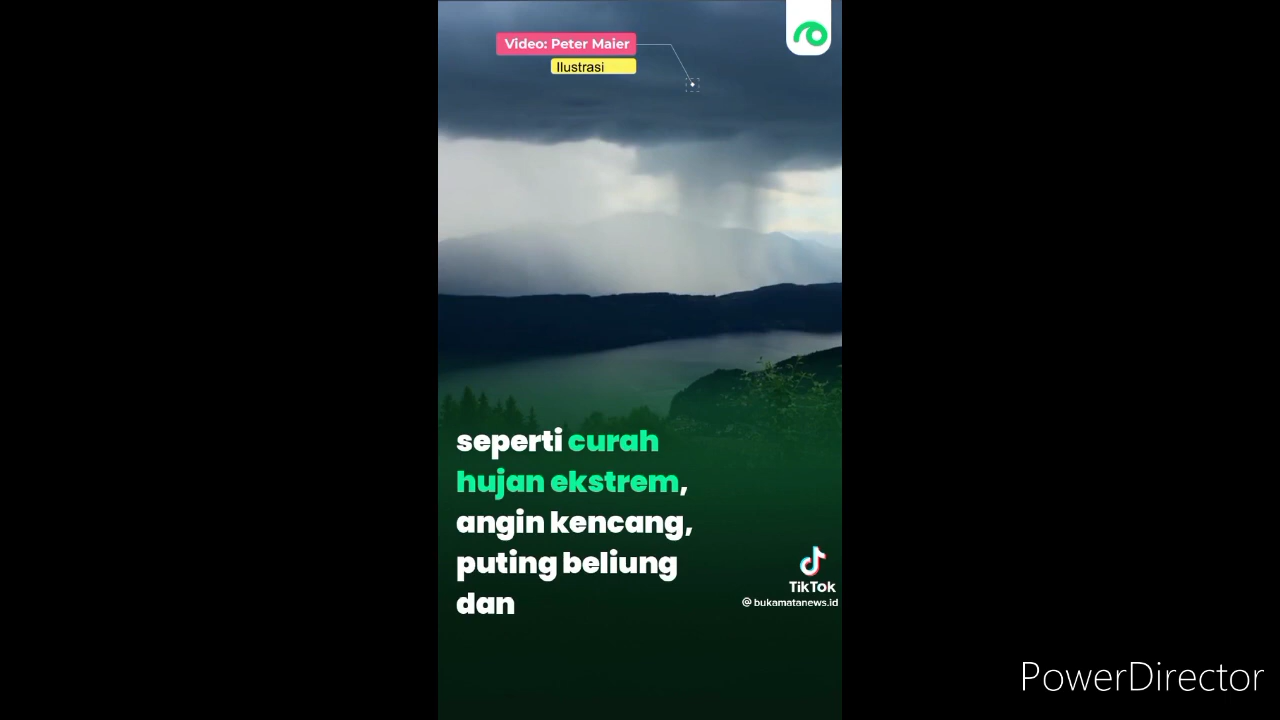 Video: Peter Maier
Ilustrasi
seperti curah
hujan ekstrem,
angin kencang,
puting beliung
dan
TikTok
@ bukamatanews.id
PowerDirector